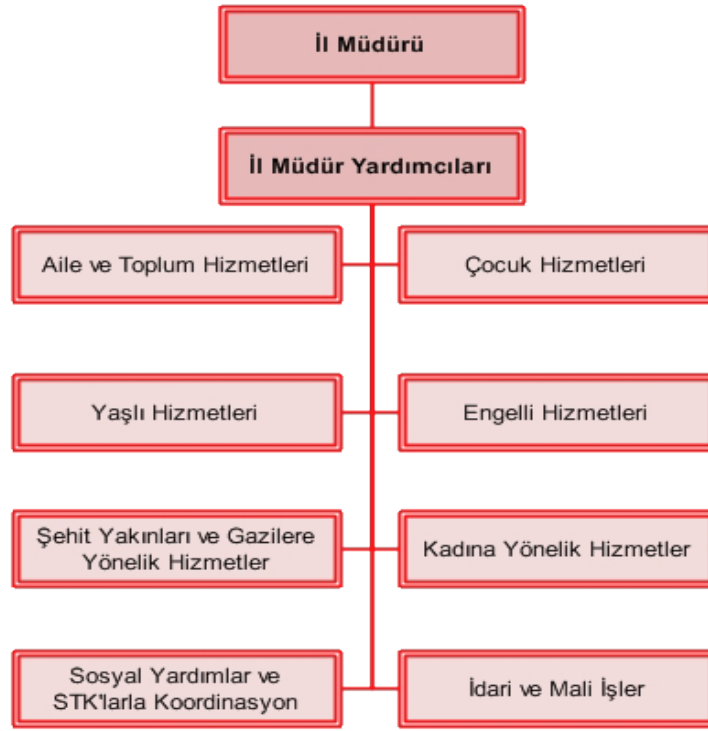 İl Müdürü
İl Müdür Yardımcıları
Aile ve Toplum Hizmetleri
Çocuk Hizmetleri
Yaşlı Hizmetleri
Engelli Hizmetleri
Şehit Yakınları ve Gazilere
Yönelik Hizmetler
Kadına Yönelik Hizmetler
Sosyal Yardımlar ve
STK'larla Koordinasyon
İdari ve Mali İşler